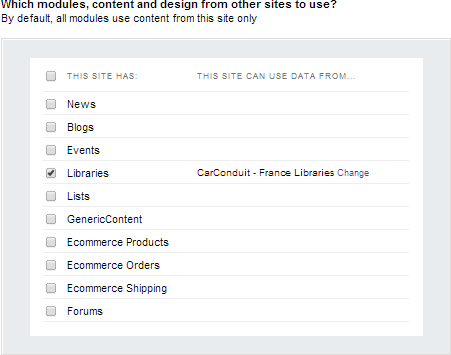 Which modules, content and design from other sites to use?
By default, all modules use content from this site only
THIS SITE HAS: THIS SITE CAN USE DATA FROM...
News
Blogs
Events
Libraries CarConduit - France Libraries Change
Lists
GenericContent
Ecommerce Products
Ecommerce Orders
Ecommerce Shipping
Forums